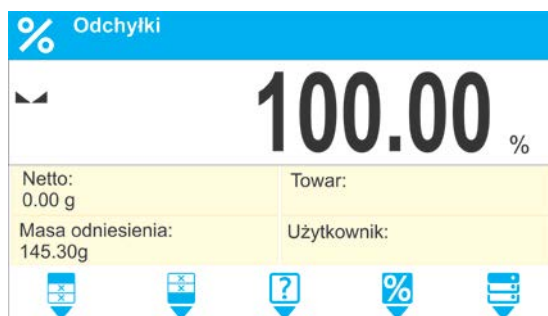 % Odchyłki
100.00 %
Netto:
0.00 g
Towar:
Masa odniesienia:
145.30g
Użytkownik:
? %